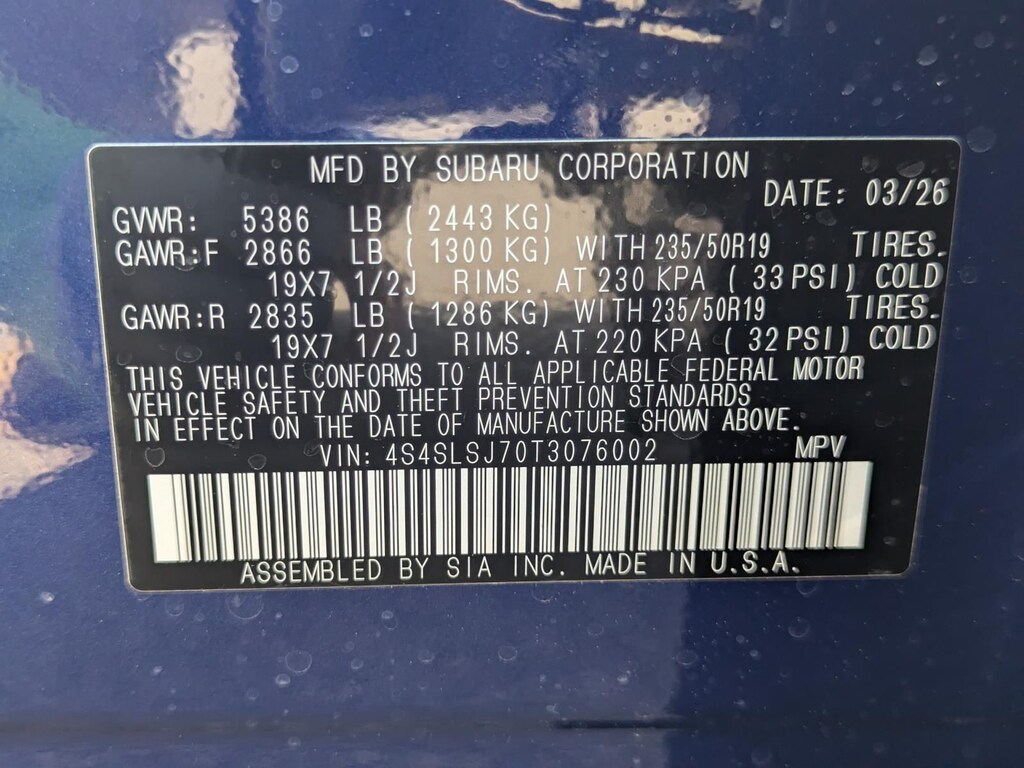 MFD BY SUBARU CORPORATION
DATE: 03/26
GVWR: 5386 LB ( 2443 KG)
GAWR:F 2866 LB ( 1300 KG) WITH 235/50R19 TIRES.
19X7 1/2J RIMS. AT 230 KPA ( 33 PSI) COLD
GAWR:R 2835 LB ( 1286 KG) WITH 235/50R19 TIRES.
19X7 1/2J RIMS. AT 220 KPA ( 32 PSI) COLD
THIS VEHICLE CONFORMS TO ALL APPLICABLE FEDERAL MOTOR
VEHICLE SAFETY AND THEFT PREVENTION STANDARDS
IN EFFECT ON THE DATE OF MANUFACTURE SHOWN ABOVE.
VIN: 4S4SLSJ70T3076002 MPV
ASSEMBLED BY SIA INC. MADE IN U.S.A.